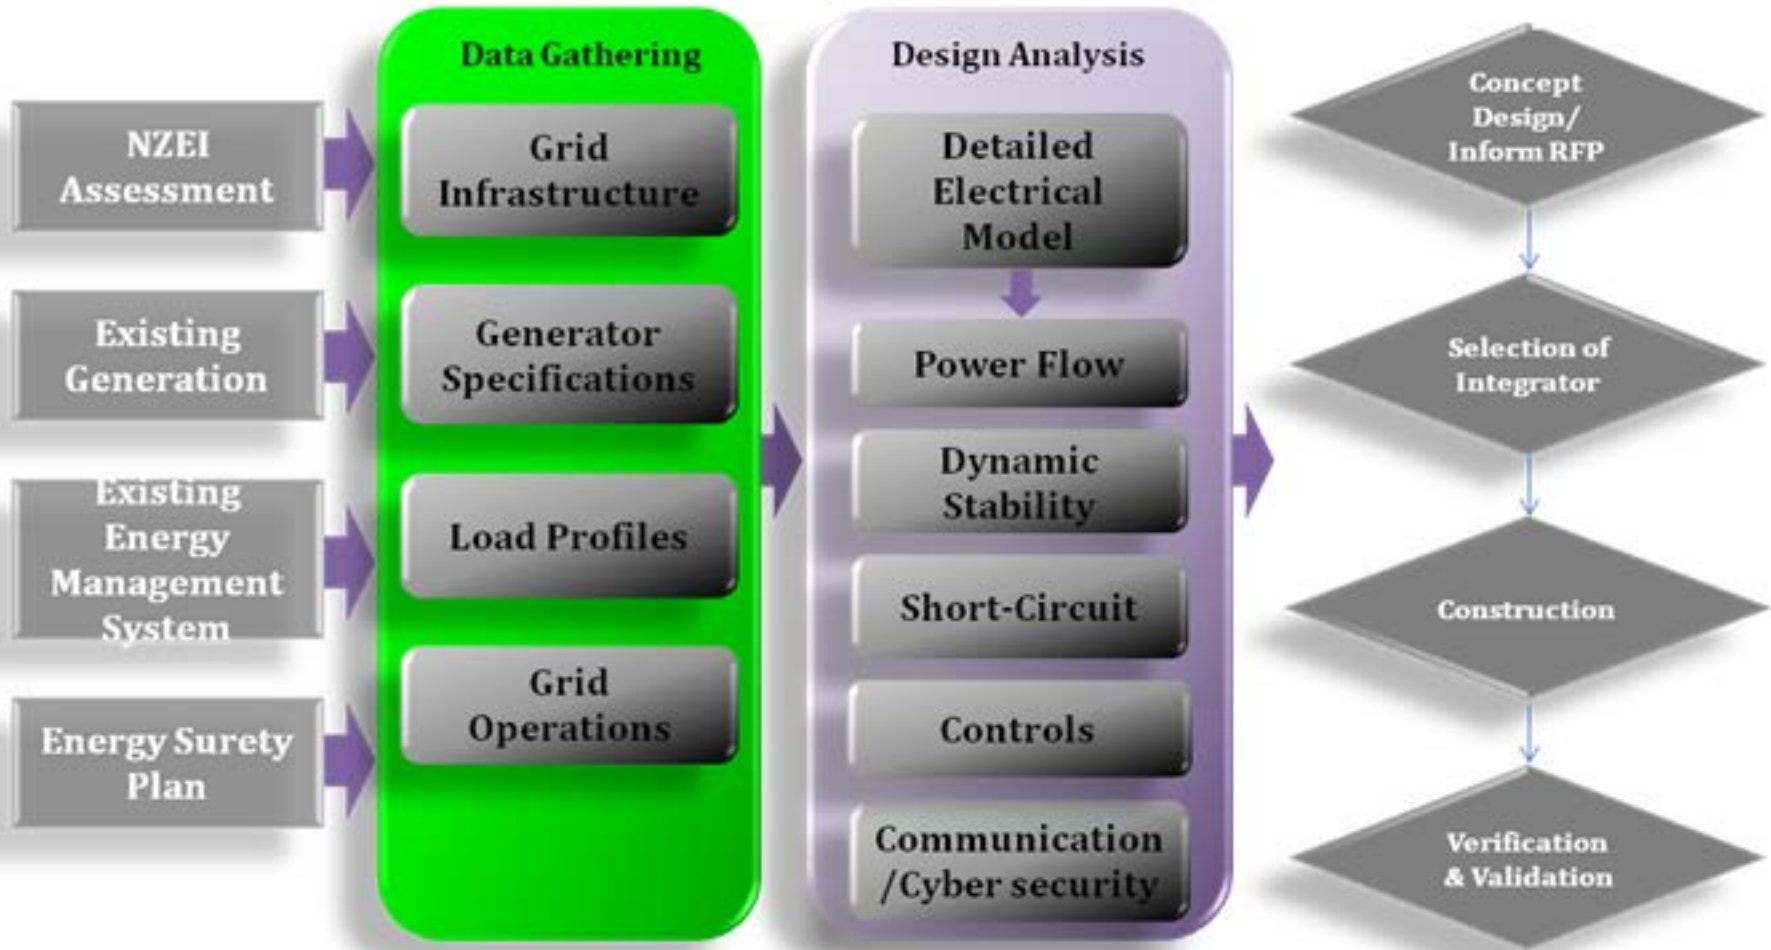 NZEI
Assessment
Existing
Generation
Existing
Energy
Management
System
Energy Surety
Plan
Data Gathering
Grid
Infrastructure
Generator
Specifications
Load Profiles
Grid
Operations
Design Analysis
Detailed
Electrical
Model
Power Flow
Dynamic
Stability
Short-Circuit
Controls
Communication
/Cyber security
Concept
Design/
Inform RFP
Selection of
Integrator
Construction
Verification
& Validation